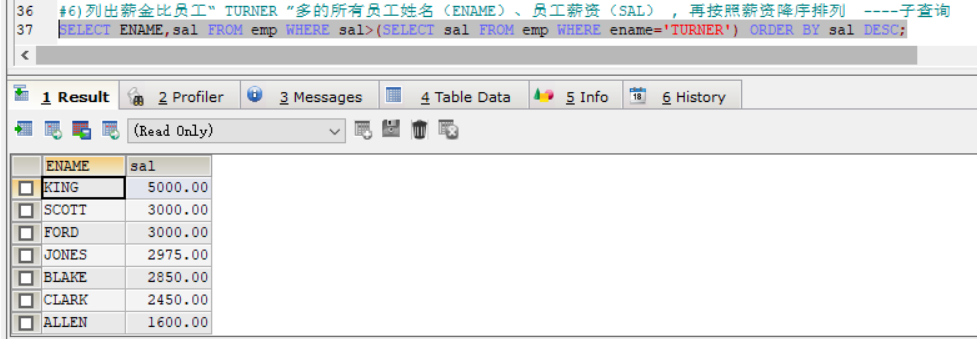 36 #6)列出薪金比员工“ TURNER ”多的所有员工姓名（ENAME）、员工薪资（SAL） , 再按照薪资降序排列 ----子查询
37 SELECT ENAME,sal FROM emp WHERE sal>(SELECT sal FROM emp WHERE ename='TURNER') ORDER BY sal DESC;
1 Result 2 Profiler 3 Messages 4 Table Data 5 Info 6 History
(Read Only)
ENAME sal
KING 5000.00
SCOTT 3000.00
FORD 3000.00
JONES 2975.00
BLAKE 2850.00
CLARK 2450.00
ALLEN 1600.00